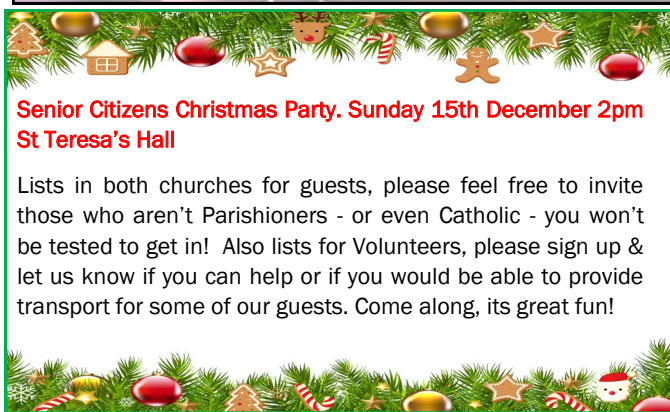 Senior Citizens Christmas Party. Sunday 15th December 2pm
St Teresa's Hall
Lists in both churches for guests, please feel free to invite
those who aren't Parishioners - or even Catholic - you won't
be tested to get in! Also lists for Volunteers, please sign up &
let us know if you can help or if you would be able to provide
transport for some of our guests. Come along, its great fun!